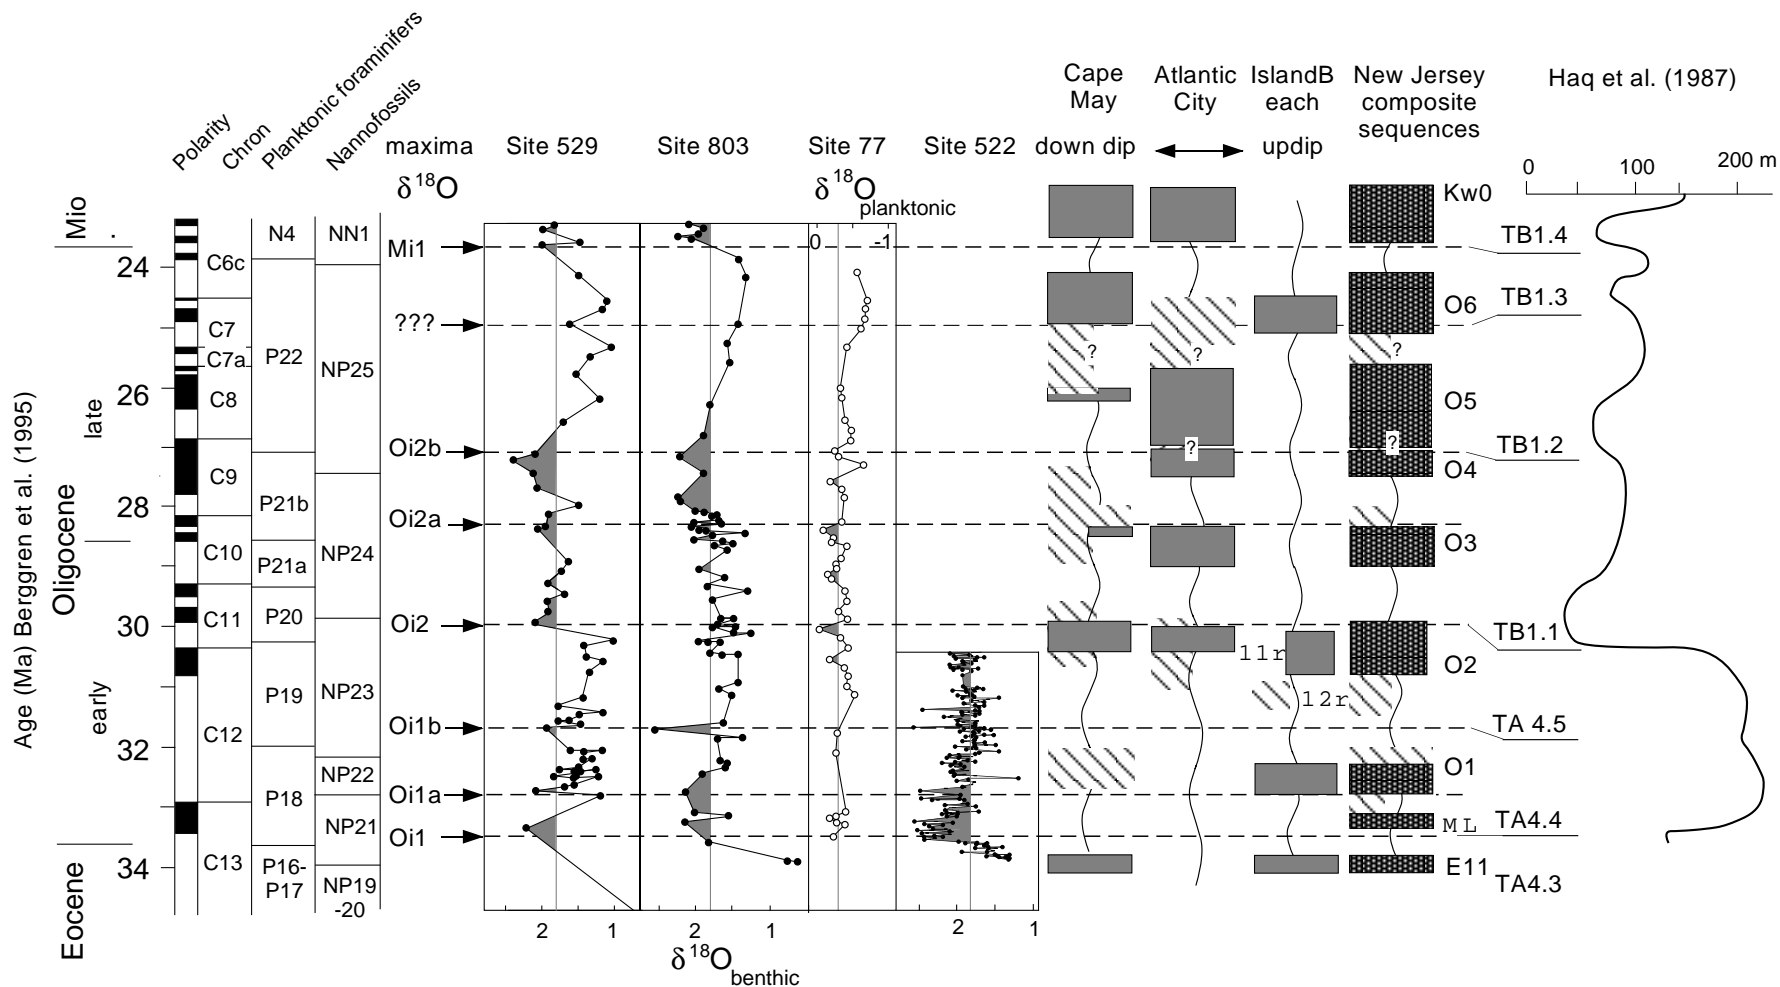 Cape May
Atlantic City
IslandB each
New Jersey composite sequences
Haq et al. (1987)
Polarity
Chron
Planktonic foraminifers
Nannofossils
maxima
δ18O
Site 529
Site 803
Site 77
Site 522
down dip
updip
δ18O planktonic
0
-1
0
100
200 m
Age (Ma) Berggren et al. (1995)
Mio .
Oligocene
late
early
Eocene
24
26
28
30
32
34
C6c
C7
C7a
C8
C9
C10
C11
C12
C13
N4
P22
P21b
P21a
P20
P19
P18
P16-
P17
NN1
NP25
NP24
NP23
NP22
NP21
NP19
-20
Mi1
???
Oi2b
Oi2a
Oi2
Oi1b
Oi1a
Oi1
2
1
2
1
2
1
δ18O benthic
?
?
?
?
?
11r
12r
Kw0
O6
O5
O4
O3
O2
O1
ML
E11
TB1.4
TB1.3
TB1.2
TB1.1
TA 4.5
TA4.4
TA4.3